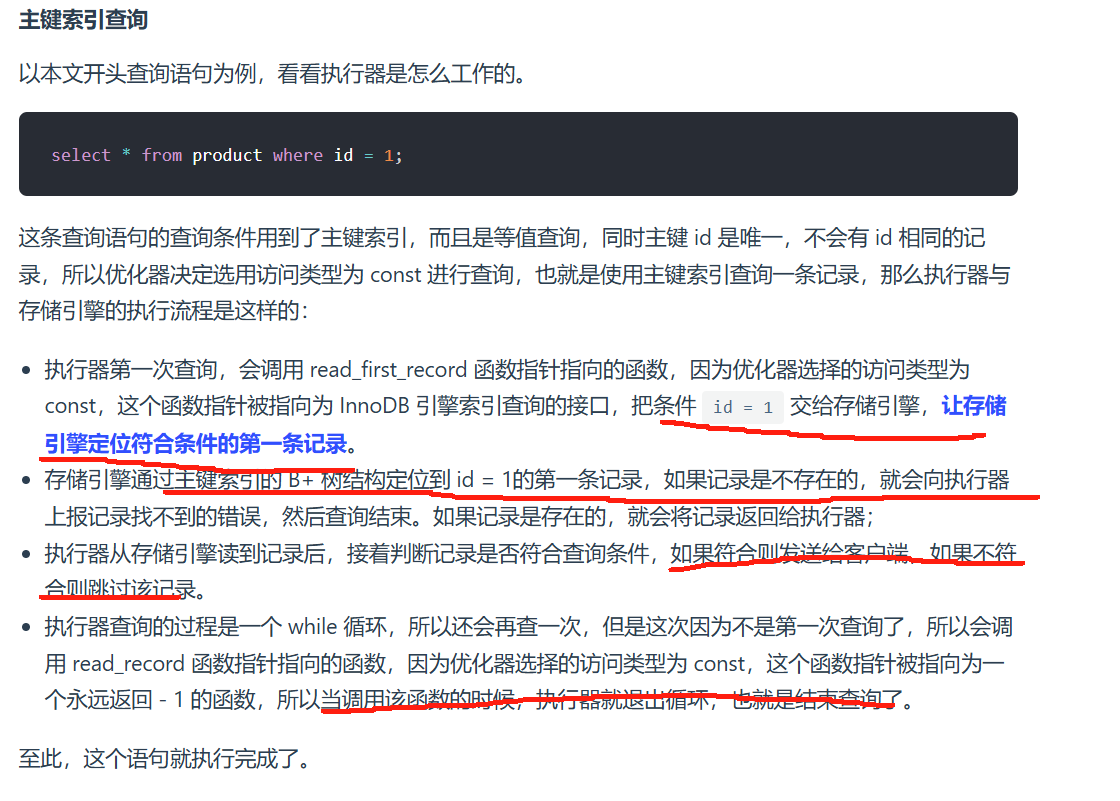 主键索引查询
以本文开头查询语句为例，看看执行器是怎么工作的。
select * from product where id = 1;
这条查询语句的查询条件用到了主键索引，而且是等值查询，同时主键 id 是唯一，不会有 id 相同的记
录，所以优化器决定选用访问类型为 const 进行查询，也就是使用主键索引查询一条记录，那么执行器与
存储引擎的执行流程是这样的：
• 执行器第一次查询，会调用 read_first_record 函数指针指向的函数，因为优化器选择的访问类型为
const，这个函数指针被指向为 InnoDB 引擎索引查询的接口，把条件 id = 1 交给存储引擎，让存储
引擎定位符合条件的第一条记录。
• 存储引擎通过主键索引的 B+ 树结构定位到 id = 1的第一条记录，如果记录是不存在的，就会向执行器
上报记录找不到的错误，然后查询结束。如果记录是存在的，就会将记录返回给执行器；
• 执行器从存储引擎读到记录后，接着判断记录是否符合查询条件，如果符合则发送给客户端，如果不符
合则跳过该记录。
• 执行器查询的过程是一个 while 循环，所以还会再查一次，但是这次因为不是第一次查询了，所以会调
用 read_record 函数指针指向的函数，因为优化器选择的访问类型为 const，这个函数指针被指向为一
个永远返回 - 1 的函数，所以当调用该函数的时候，执行器就退出循环，也就是结束查询了。
至此，这个语句就执行完成了。